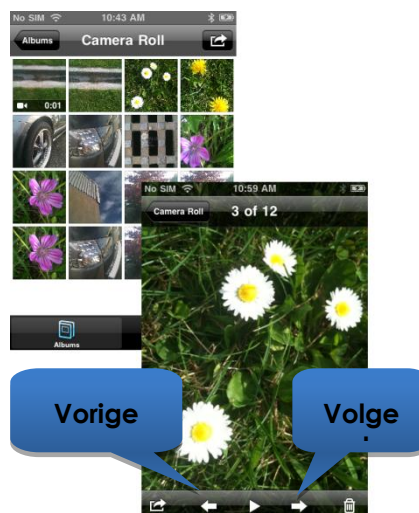 No SIM 10:43 AM
Albums Camera Roll
0:01
No SIM 10:59 AM
Camera Roll 3 of 12
Albums
Vorige
Volge